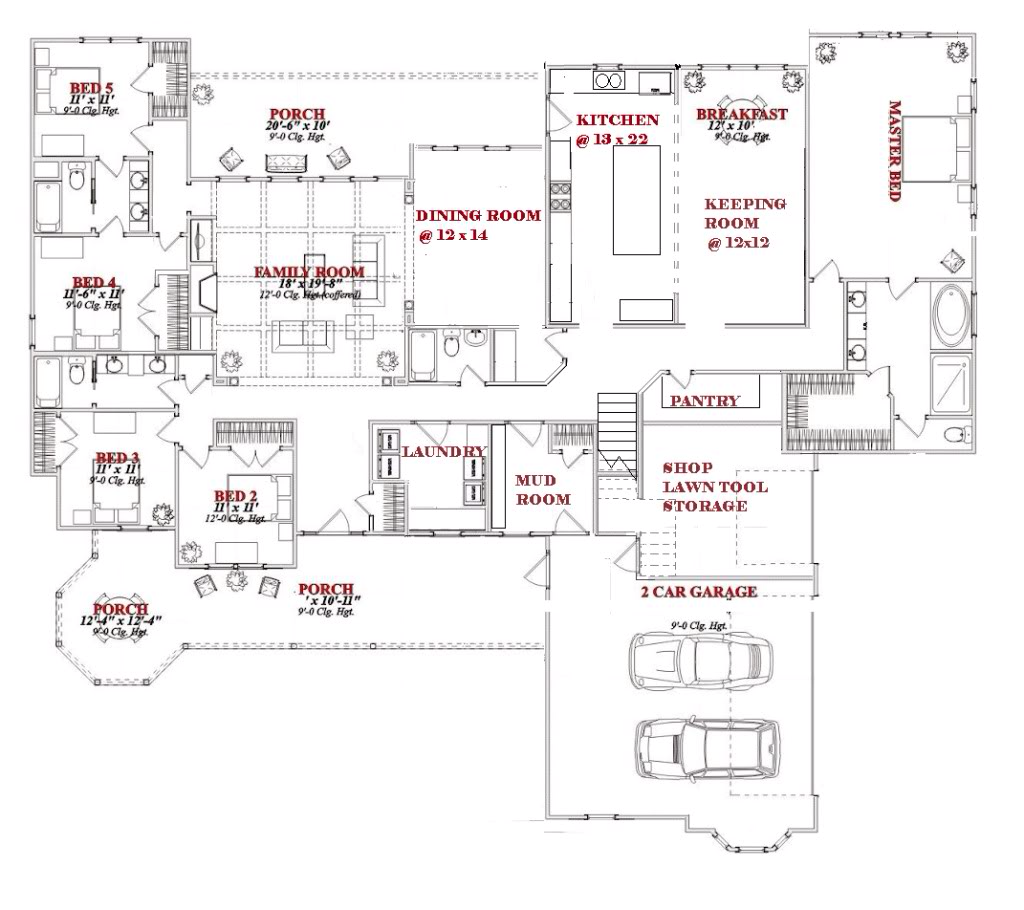 BED 5
11' x 11'
9'-0 Clg. Hgt.
PORCH
20'-6" x 10'
9'-0 Clg. Hgt.
KITCHEN
@ 13 x 22
BREAKFAST
12' x 10'
9'-0 Clg. Hgt.
MASTER BED
DINING ROOM
@ 12 x 14
KEEPING
ROOM
@ 12x12
BED 4
11'-6" x 11'
9'-0 Clg. Hgt.
FAMILY ROOM
18' x 19'-8"
12'-0 Clg. Hgt. (coffered)
PANTRY
BED 3
11' x 11'
9'-0 Clg. Hgt.
LAUNDRY
MUD
ROOM
SHOP
LAWN TOOL
STORAGE
BED 2
11' x 11'
12'-0 Clg. Hgt.
PORCH
' x 10'-11"
9'-0 Clg. Hgt.
PORCH
12'-4" x 12'-4"
9'-0 Clg. Hgt.
2 CAR GARAGE
9'-0 Clg. Hgt.